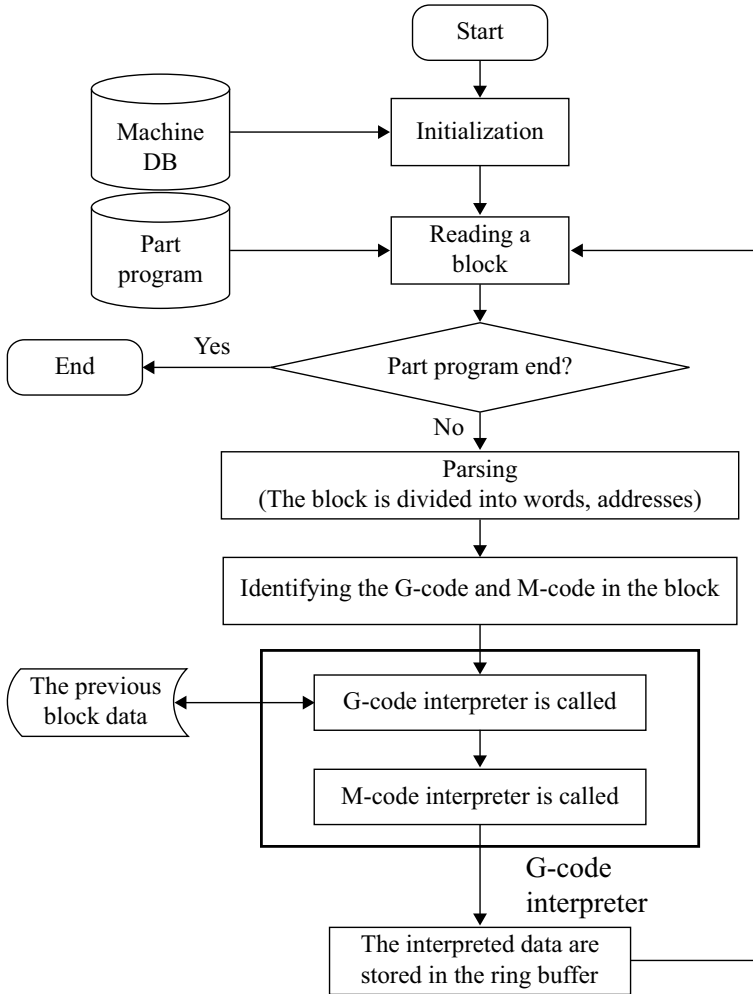 Start
Machine
DB
Initialization
Part
program
Reading a
block
Yes
End
Part program end?
No
Parsing
(The block is divided into words, addresses)
Identifying the G-code and M-code in the block
The previous
block data
G-code interpreter is called
M-code interpreter is called
G-code
interpreter
The interpreted data are
stored in the ring buffer